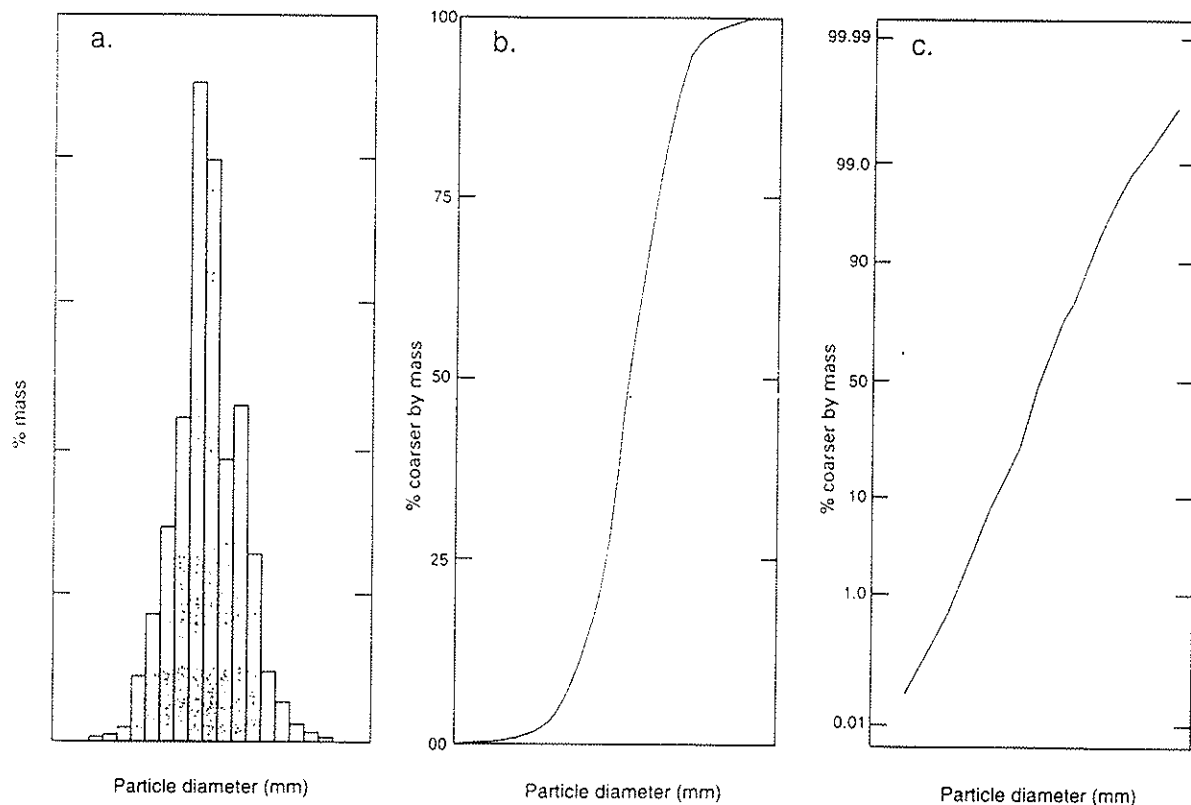 a.
% mass
Particle diameter (mm)
b.
100
75
50
25
00
% coarser by mass
Particle diameter (mm)
c.
99.99
99.0
90
50
10
1.0
0.01
% coarser by mass
Particle diameter (mm)